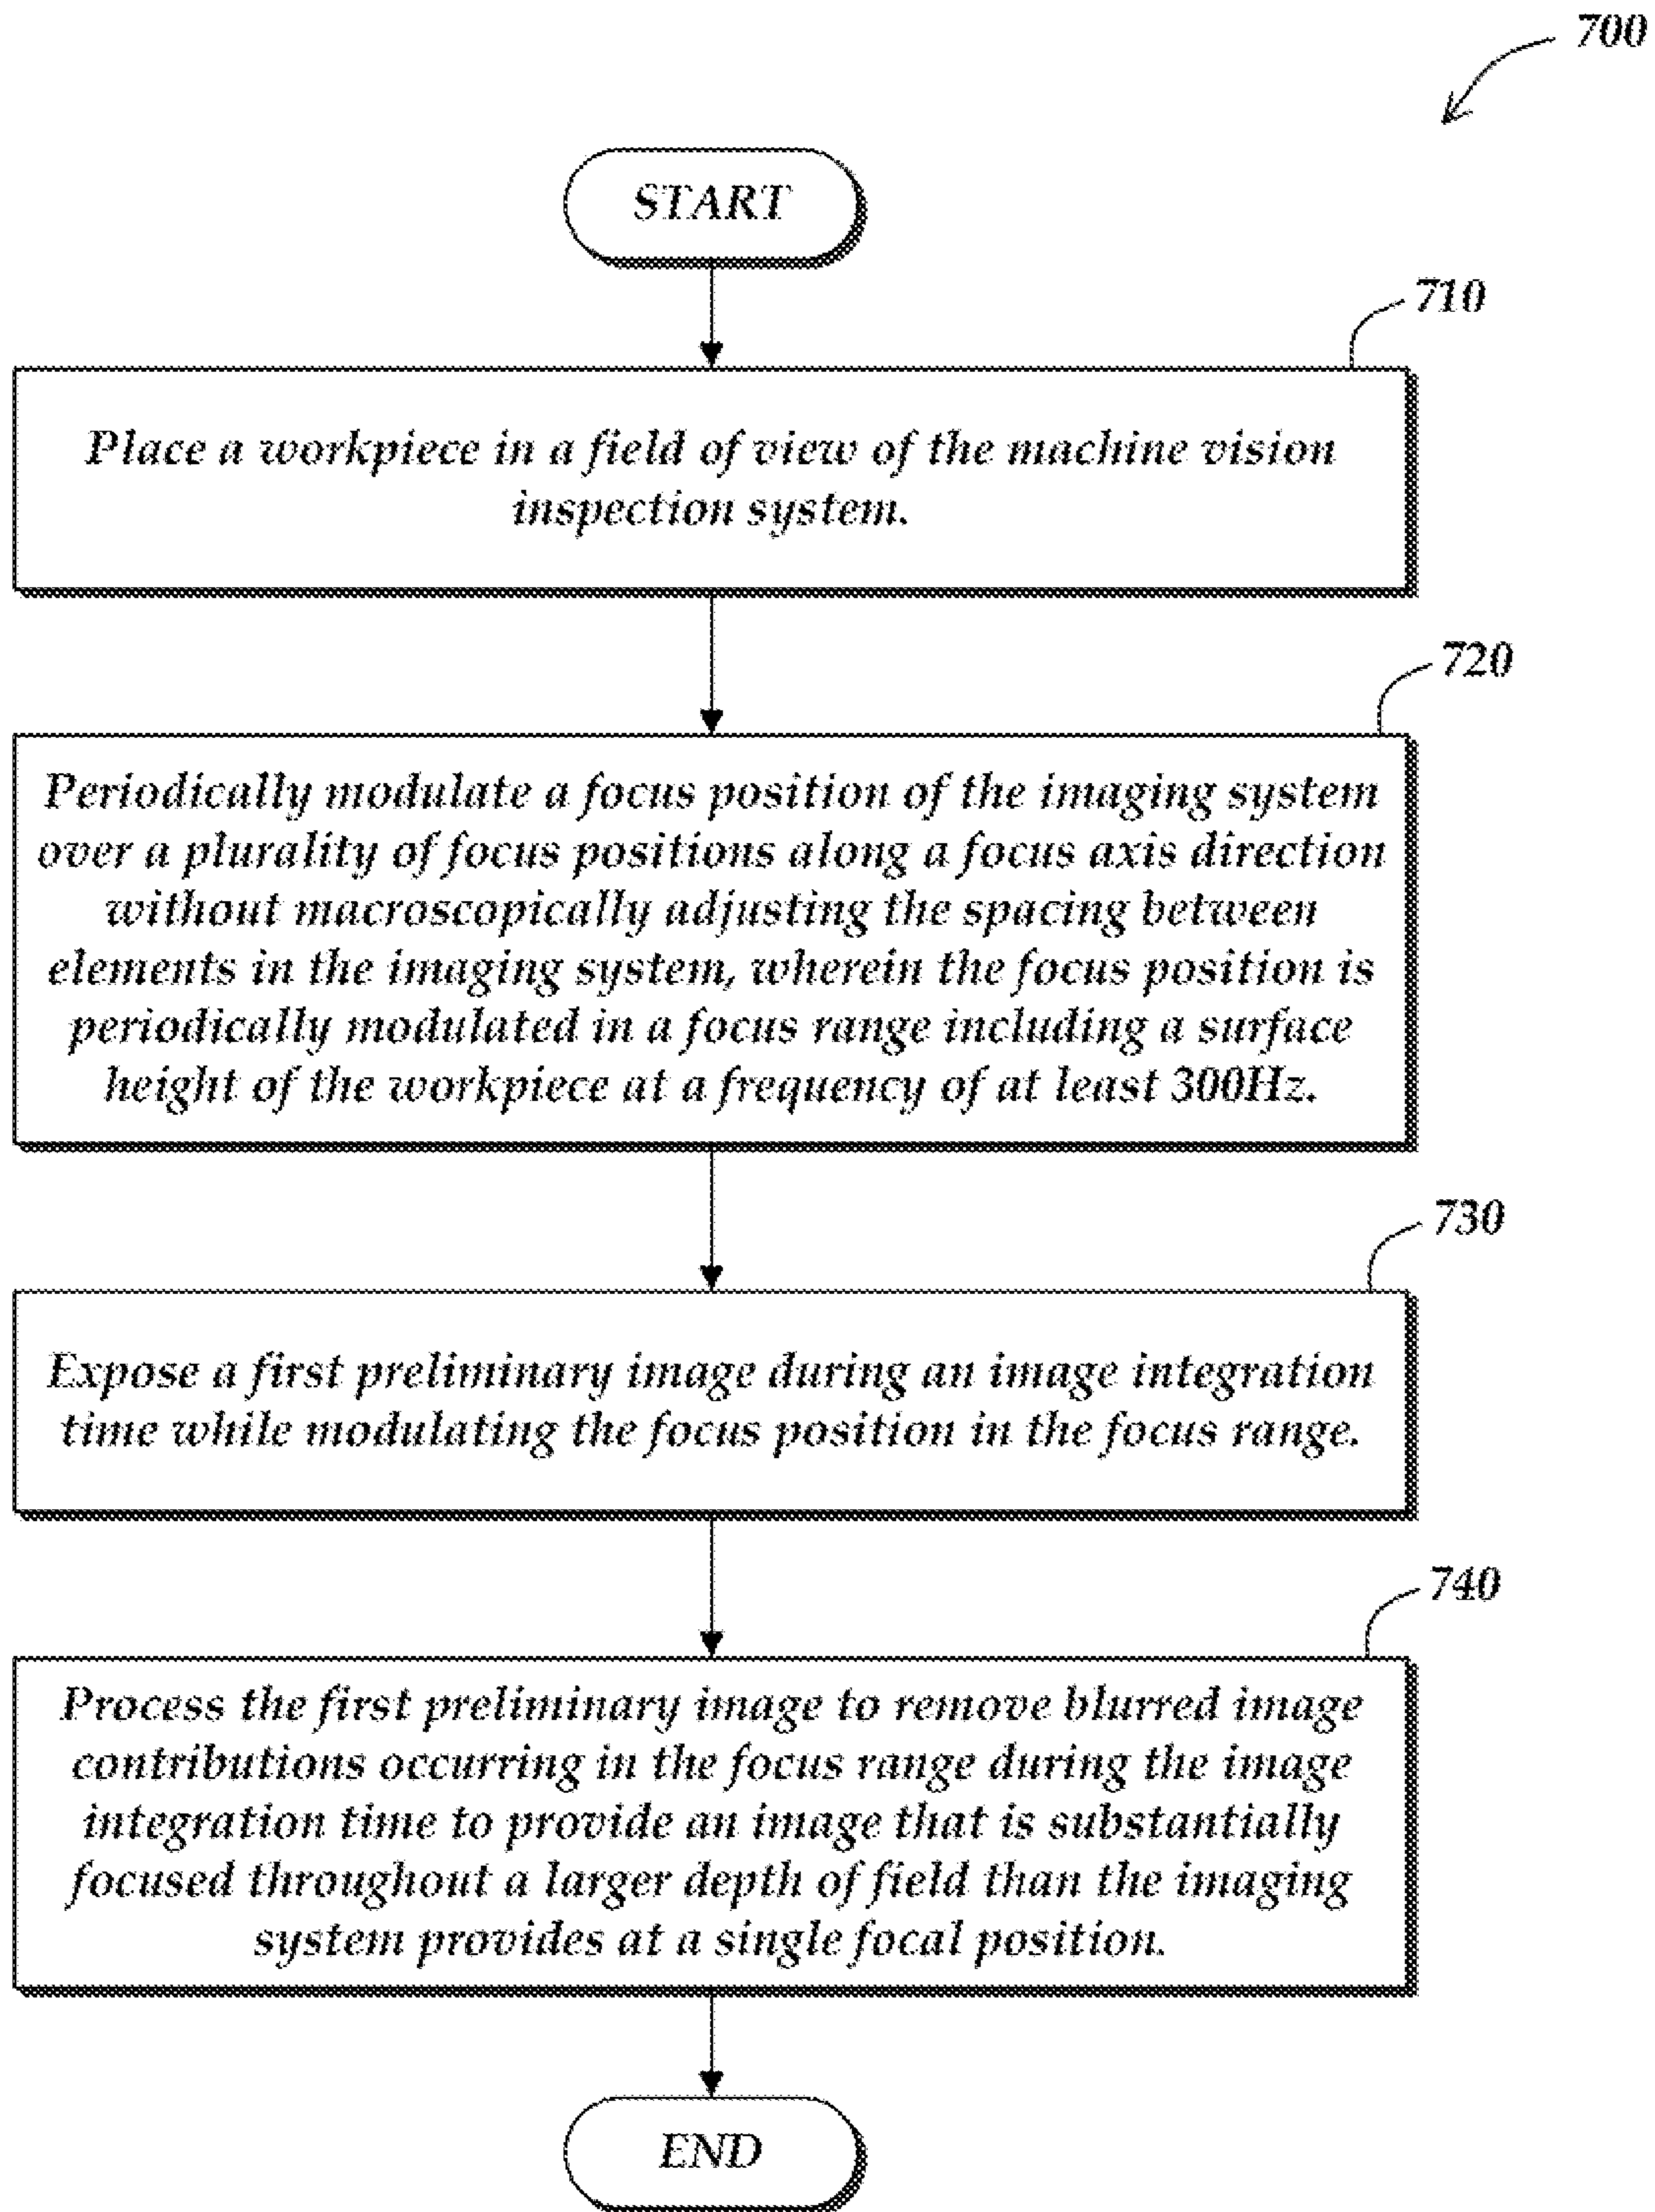 700
START
710
Place a workpiece in a field of view of the machine vision
inspection system.
720
Periodically modulate a focus position of the imaging system
over a plurality of focus positions along a focus axis direction
without macroscopically adjusting the spacing between
elements in the imaging system, wherein the focus position is
periodically modulated in a focus range including a surface
height of the workpiece at a frequency of at least 300Hz.
730
Expose a first preliminary image during an image integration
time while modulating the focus position in the focus range.
740
Process the first preliminary image to remove blurred image
contributions occurring in the focus range during the image
integration time to provide an image that is substantially
focused throughout a larger depth of field than the imaging
system provides at a single focal position.
END